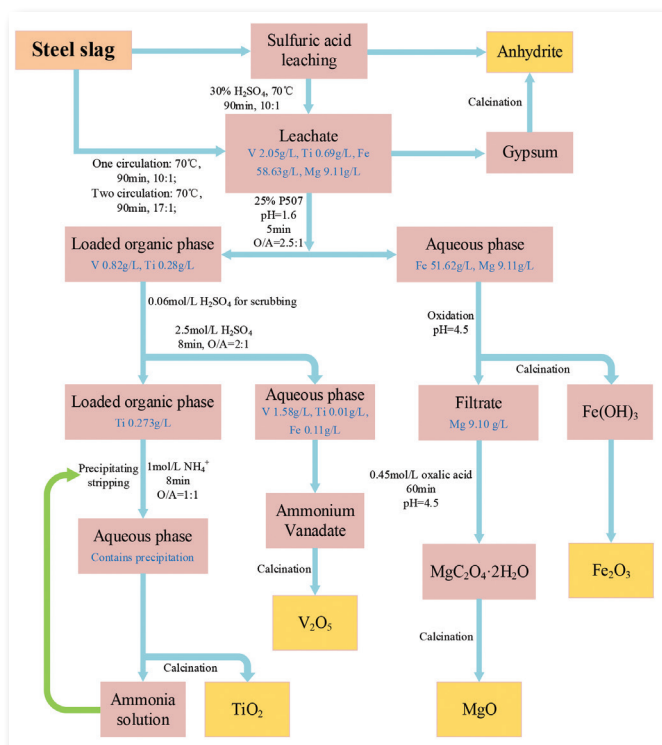 Steel slag
Sulfuric acid
leaching
Anhydrite
30% H₂SO₄, 70℃
90min, 10:1
Calcination
Leachate
V 2.05g/L, Ti 0.69g/L, Fe
58.63g/L, Mg 9.11g/L
Gypsum
One circulation: 70℃,
90min, 10:1;
Two circulation: 70℃,
90min, 17:1;
25% P507
pH=1.6
5min
O/A=2.5:1
Loaded organic phase
V 0.82g/L, Ti 0.28g/L
Aqueous phase
Fe 51.62g/L, Mg 9.11g/L
0.06mol/L H₂SO₄ for scrubbing
2.5mol/L H₂SO₄
8min, O/A=2:1
Oxidation
pH=4.5
Calcination
Loaded organic phase
Ti 0.273g/L
Aqueous phase
V 1.58g/L, Ti 0.01g/L,
Fe 0.11g/L
Filtrate
Mg 9.10 g/L
Fe(OH)₃
Precipitating
stripping
1mol/L NH₄⁺
8min
O/A=1:1
0.45mol/L oxalic acid
60min
pH=4.5
Aqueous phase
Contains precipitation
Ammonium
Vanadate
MgC₂O₄·2H₂O
Fe₂O₃
Calcination
V₂O₅
Calcination
Calcination
Ammonia
solution
TiO₂
MgO